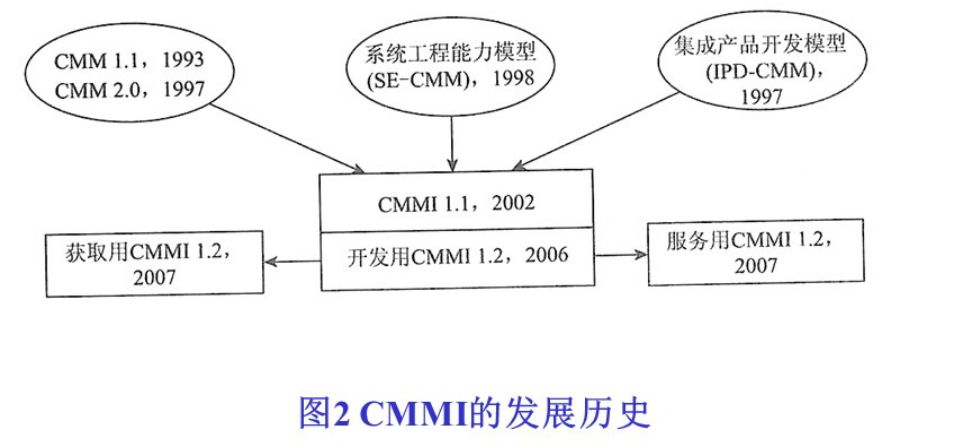 CMM 1.1，1993
CMM 2.0，1997
系统工程能力模型
(SE-CMM)，1998
集成产品开发模型
(IPD-CMM)，
1997
CMMI 1.1，2002
获取用CMMI 1.2，
2007
开发用CMMI 1.2，2006
服务用CMMI 1.2，
2007
图2 CMMI的发展历史